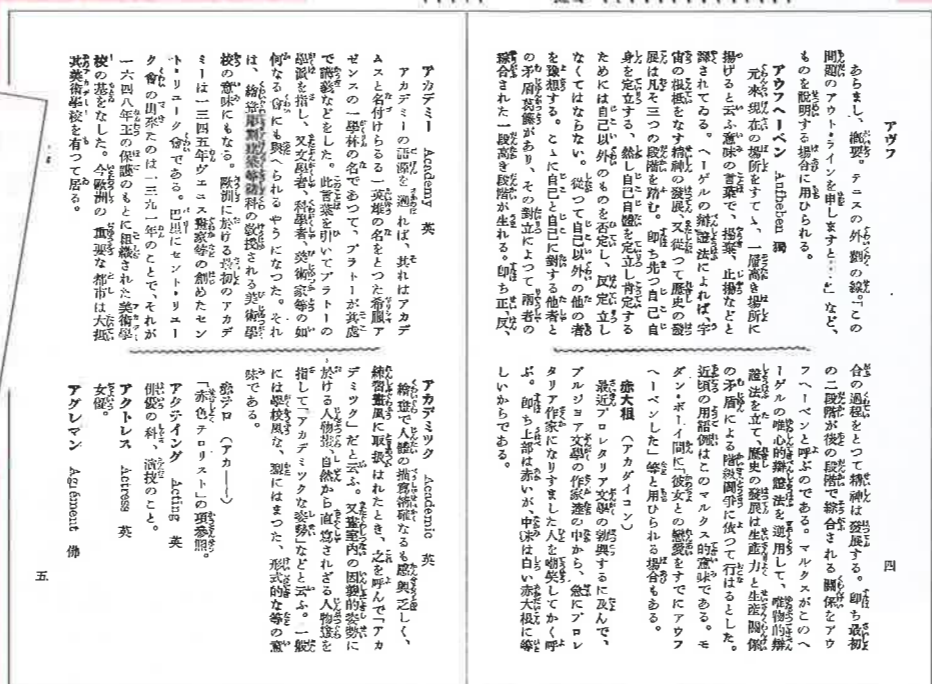 アヴフ
あらまし、概要。テニスの外劃の線。「この
問題のアウト・ラインを申しますと…」など、
ものを説明する場合に用ひられる。
アウフヘーベン Aufheben 獨
元来現在の場所をすてゝ、一層高き場所に
揚げると云ふ意味の言葉で、揚棄、止揚などと
譯されてゐる。ヘーゲルの辯證法によれば、宇
宙の根柢をなす精神の發展、又從つて歴史の發
展は凡そ三つの段階を踏む。即ち先づ自己自
身を定立する、然し自己自體を定立し肯定する
ためには自己以外のものを否定し、反定立し
なくてはならない。從つて自己以外の他の者
を豫想する。こゝに自己と自己に對する他者と
の矛盾葛藤があり、その對立によつて兩者の
綜合された一段高き段階が生れる。即ち正、反、
合の過程をとつて精神は發展する。即ち最初
の二段階が後の段階で綜合される關係をアウ
フヘーベンと呼ぶのである。マルクスがこのヘ
ーゲルの唯心的辯證法を逆用して、唯物的辯
證法を立て、歴史の發展は生産力と生産關係
の矛盾による階級鬪爭に依つて行はるとした。
近頃の用語例はこのマルクス的意味である。モ
ダン・ボーイ間に「彼女との戀愛をすでにアウフ
ヘーベンした」等と用ひられる場合もある。
赤大根 (アカダイコン)
最近プロレタリア文學の勃興するに及んで、
ブルジョア文學の作家達の中から、急にプロレ
タリア作家になりすました人を嘲笑してかく呼
ぶ。即ち上部は赤いが、中味は白い赤大根に等
しいからである。
四
アカデミー Academy 英
アカデミーの語源を遡れば、其れはアカデ
ムスと名付けらるる一英雄の名をとつた希臘ア
ゼンスの一學林の名であつて、プラトーが其處
で講義などをした。此言葉を引いてプラトーの
學派を指し、又文學者、科學者、美術家等の如
何なる會にも與へられるやうになつた。それ
は、繪畫彫刻建築等諸科の教授される美術學
校の意味にもなる。歐洲に於ける最初のアカデ
ミーは一三四五年ヴェニス畫家等の創めたセン
ト・リューク會である。巴里にセント・リュー
ク會の出來たのは一三九一年のことで、それが
一六四八年王の保護のもとに組織された美術學
校の基をなした。今歐洲の重要な都市は大抵
其美術學校を有つて居る。
アカデミツク Academic 英
繪畫で人體の描寫精確なるも感興乏しく、
練習畫風に取扱はれたとき、之を呼んで「アカ
デミツク」だと云ふ。又畫室内の因襲的姿勢に
於ける人物畫、自然から直寫されざる人物畫を
指して「アカデミツクな姿勢」などと云ふ。一般
には學校風な、型にはまつた、形式的な等の意
味である。
赤テロ (アカ――)
「赤色テロリスト」の項參照。
アクテイング Acting 英
俳優の科、演技のこと。
アクトレス Actress 英
女優。
アグレマン Agrément 佛
五